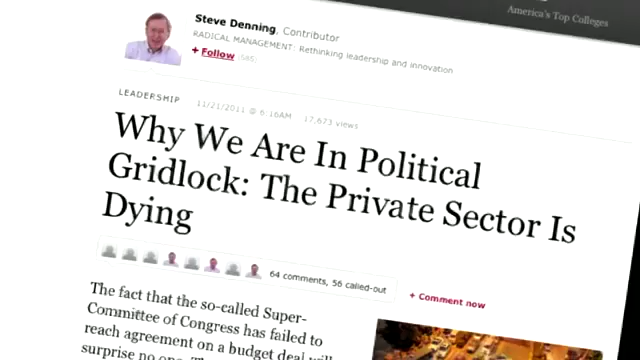 America's Top Colleges
Steve Denning, Contributor
RADICAL MANAGEMENT: Rethinking leadership and innovation
+ Follow (585)
LEADERSHIP 11/21/2011 @ 6:16AM 17,673 views
Why We Are In Political
Gridlock: The Private Sector Is
Dying
64 comments, 56 called-out
+ Comment now
The fact that the so-called Super-
Committee of Congress has failed to
reach agreement on a budget deal will
surprise no one.